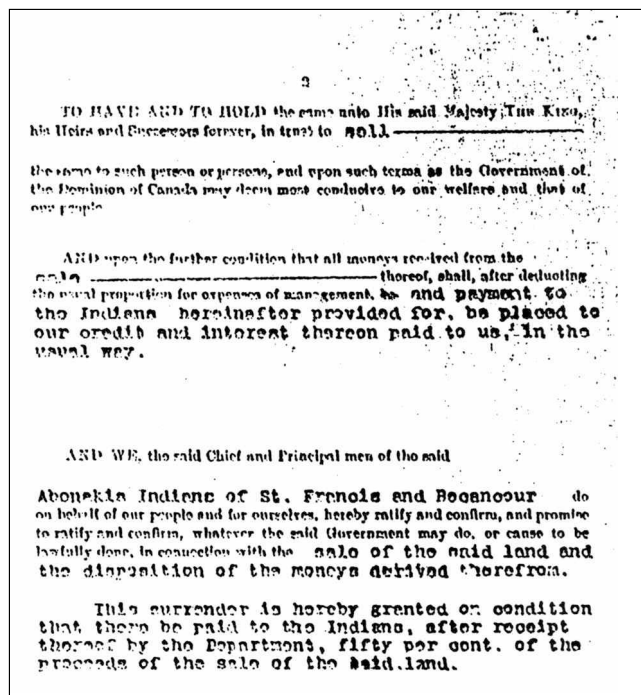 2
TO HAVE AND TO HOLD the same unto His said Majesty THE KING,
his Heirs and Successors forever, in trust to sell
the same to such person or persons, and upon such terms as the Government of
the Dominion of Canada may deem most conducive to our welfare and that of
our people
AND upon the further condition that all moneys received from the
sale thereof, shall, after deducting
the usual proportion for expenses of management, be and payment to
the Indians hereinafter provided for, be placed to
our credit and interest thereon paid to us, in the
usual way.
AND WE, the said Chief and Principal men of the said
Abenakis Indians of St. Francis and Becancour do
on behalf of our people and for ourselves, hereby ratify and confirm, and promise
to ratify and confirm, whatever the said Government may do, or cause to be
lawfully done, in connection with the sale of the said land and
the disposition of the moneys derived therefrom.
This surrender is hereby granted on condition
that there be paid to the Indians, after receipt
thereof by the Department, fifty per cent. of the
proceeds of the sale of the said land.